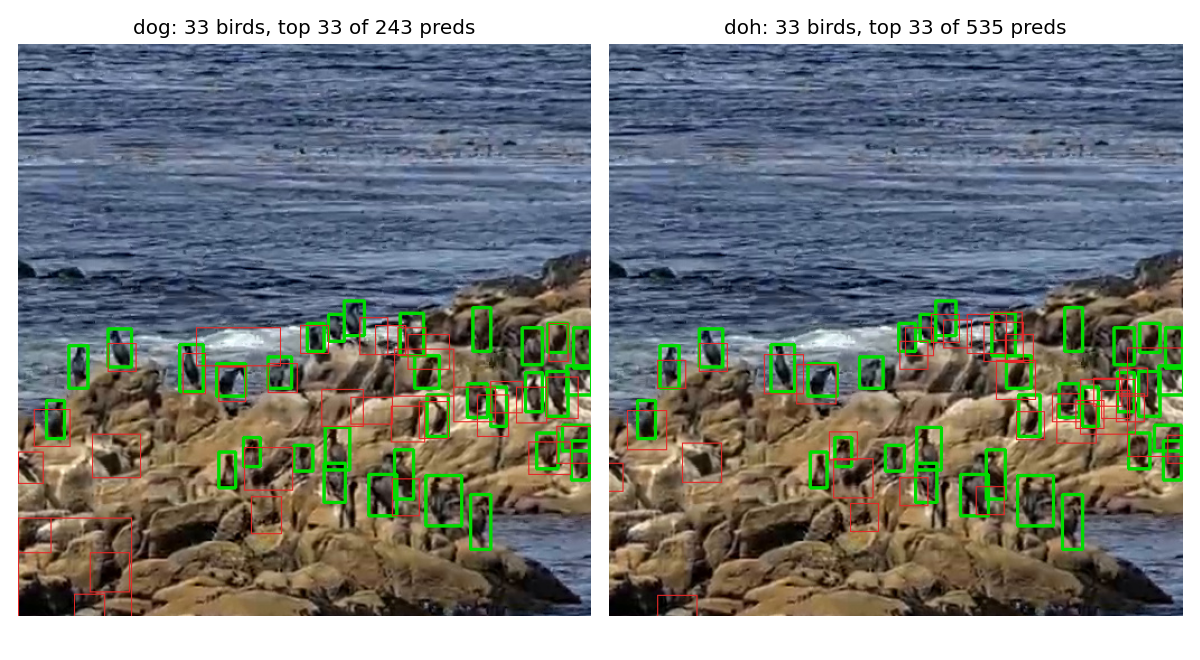 dog: 33 birds, top 33 of 243 preds
doh: 33 birds, top 33 of 535 preds